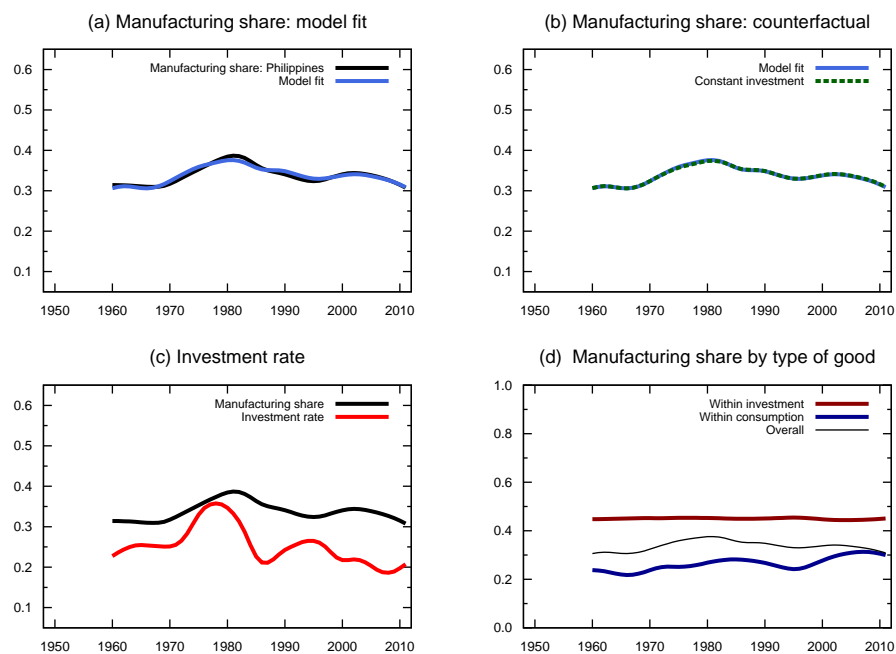 (a) Manufacturing share: model fit
0.6
0.5
0.4
0.3
0.2
0.1
1950 1960 1970 1980 1990 2000 2010
Manufacturing share: Philippines
Model fit
(b) Manufacturing share: counterfactual
0.6
0.5
0.4
0.3
0.2
0.1
1950 1960 1970 1980 1990 2000 2010
Model fit
Constant investment
(c) Investment rate
0.6
0.5
0.4
0.3
0.2
0.1
1950 1960 1970 1980 1990 2000 2010
Manufacturing share
Investment rate
(d) Manufacturing share by type of good
1.0
0.8
0.6
0.4
0.2
0.0
1950 1960 1970 1980 1990 2000 2010
Within investment
Within consumption
Overall